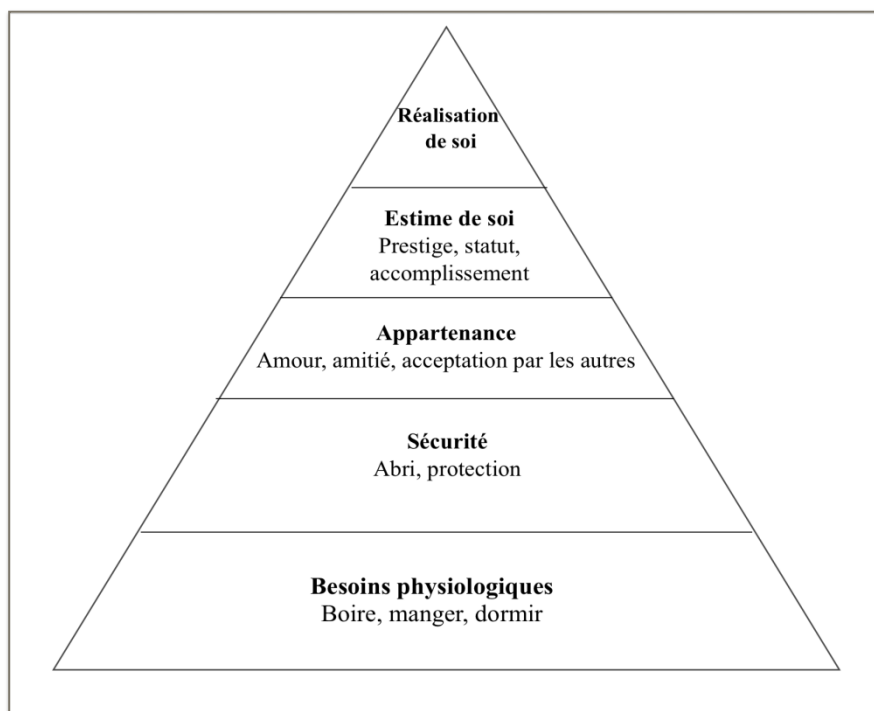 Réalisation
de soi
Estime de soi
Prestige, statut,
accomplissement
Appartenance
Amour, amitié, acceptation par les autres
Sécurité
Abri, protection
Besoins physiologiques
Boire, manger, dormir